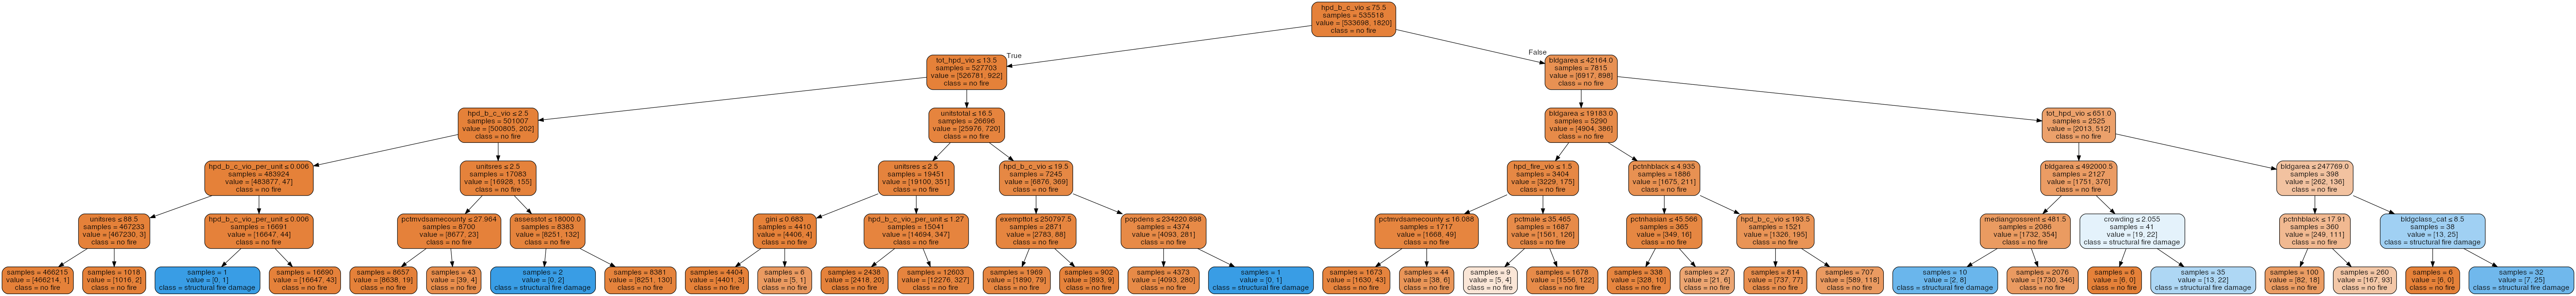 hpd_b_c_vio ≤ 75.5
samples = 535518
value = [533698, 1820]
class = no fire
True
False
tot_hpd_vio ≤ 13.5
samples = 527703
value = [526781, 922]
class = no fire
bldgarea ≤ 42164.0
samples = 7815
value = [6917, 898]
class = no fire
hpd_b_c_vio ≤ 2.5
samples = 501007
value = [500805, 202]
class = no fire
unitstotal ≤ 16.5
samples = 26696
value = [25976, 720]
class = no fire
bldgarea ≤ 19183.0
samples = 5290
value = [4904, 386]
class = no fire
tot_hpd_vio ≤ 651.0
samples = 2525
value = [2013, 512]
class = no fire
hpd_b_c_vio_per_unit ≤ 0.006
samples = 483924
value = [483877, 47]
class = no fire
unitsres ≤ 2.5
samples = 17083
value = [16928, 155]
class = no fire
unitsres ≤ 2.5
samples = 19451
value = [19100, 351]
class = no fire
hpd_b_c_vio ≤ 19.5
samples = 7245
value = [6876, 369]
class = no fire
hpd_fire_vio ≤ 1.5
samples = 3404
value = [3229, 175]
class = no fire
pctnhblack ≤ 4.935
samples = 1886
value = [1675, 211]
class = no fire
bldgarea ≤ 492000.5
samples = 2127
value = [1751, 376]
class = no fire
bldgarea ≤ 247769.0
samples = 398
value = [262, 136]
class = no fire
unitsres ≤ 88.5
samples = 467233
value = [467230, 3]
class = no fire
hpd_b_c_vio_per_unit ≤ 0.006
samples = 16691
value = [16647, 44]
class = no fire
pctmvdsamecounty ≤ 27.964
samples = 8700
value = [8677, 23]
class = no fire
assesstot ≤ 18000.0
samples = 8383
value = [8251, 132]
class = no fire
gini ≤ 0.683
samples = 4410
value = [4406, 4]
class = no fire
hpd_b_c_vio_per_unit ≤ 1.27
samples = 15041
value = [14694, 347]
class = no fire
exempttot ≤ 250797.5
samples = 2871
value = [2783, 88]
class = no fire
popdens ≤ 234220.898
samples = 4374
value = [4093, 281]
class = no fire
pctmvdsamecounty ≤ 16.088
samples = 1717
value = [1668, 49]
class = no fire
pctmale ≤ 35.465
samples = 1687
value = [1561, 126]
class = no fire
pctnhasian ≤ 45.566
samples = 365
value = [349, 16]
class = no fire
hpd_b_c_vio ≤ 193.5
samples = 1521
value = [1326, 195]
class = no fire
mediangrossrent ≤ 481.5
samples = 2086
value = [1732, 354]
class = no fire
crowding ≤ 2.055
samples = 41
value = [19, 22]
class = structural fire damage
pctnhblack ≤ 17.91
samples = 360
value = [249, 111]
class = no fire
bldgclass_cat ≤ 8.5
samples = 38
value = [13, 25]
class = structural fire damage
samples = 466215
value = [466214, 1]
class = no fire
samples = 1018
value = [1016, 2]
class = no fire
samples = 1
value = [0, 1]
class = structural fire damage
samples = 16690
value = [16647, 43]
class = no fire
samples = 8657
value = [8638, 19]
class = no fire
samples = 43
value = [39, 4]
class = no fire
samples = 2
value = [0, 2]
class = structural fire damage
samples = 8381
value = [8251, 130]
class = no fire
samples = 4404
value = [4401, 3]
class = no fire
samples = 6
value = [5, 1]
class = no fire
samples = 2438
value = [2418, 20]
class = no fire
samples = 12603
value = [12276, 327]
class = no fire
samples = 1969
value = [1890, 79]
class = no fire
samples = 902
value = [893, 9]
class = no fire
samples = 4373
value = [4093, 280]
class = no fire
samples = 1
value = [0, 1]
class = structural fire damage
samples = 1673
value = [1630, 43]
class = no fire
samples = 44
value = [38, 6]
class = no fire
samples = 9
value = [5, 4]
class = no fire
samples = 1678
value = [1556, 122]
class = no fire
samples = 338
value = [328, 10]
class = no fire
samples = 27
value = [21, 6]
class = no fire
samples = 814
value = [737, 77]
class = no fire
samples = 707
value = [589, 118]
class = no fire
samples = 10
value = [2, 8]
class = structural fire damage
samples = 2076
value = [1730, 346]
class = no fire
samples = 6
value = [6, 0]
class = no fire
samples = 35
value = [13, 22]
class = structural fire damage
samples = 100
value = [82, 18]
class = no fire
samples = 260
value = [167, 93]
class = no fire
samples = 6
value = [6, 0]
class = no fire
samples = 32
value = [7, 25]
class = structural fire damage